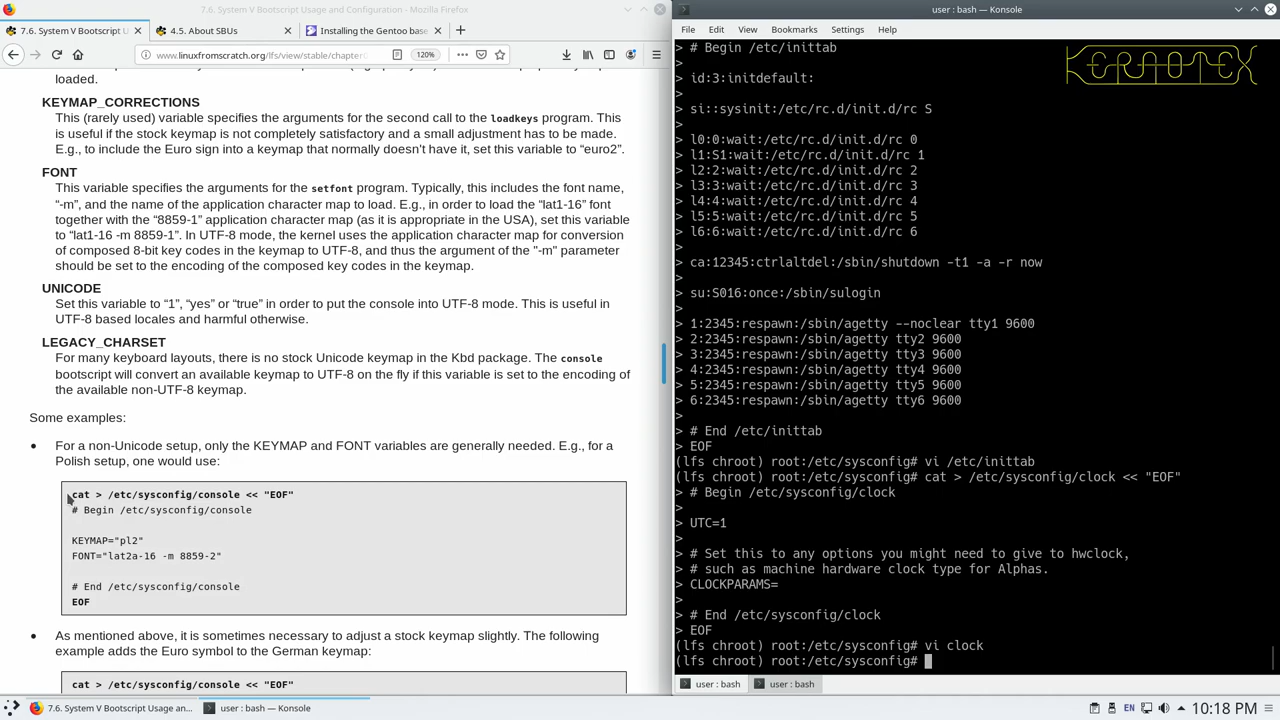 7.6. System V Bootscript Usage and Configuration - Mozilla Firefox
7.6. System V Bootscript U
4.5. About SBUs
Installing the Gentoo base
www.linuxfromscratch.org/lfs/view/stable/chapter
120%
loaded.
KEYMAP_CORRECTIONS
This (rarely used) variable specifies the arguments for the second call to the loadkeys program. This
is useful if the stock keymap is not completely satisfactory and a small adjustment has to be made.
E.g., to include the Euro sign into a keymap that normally doesn't have it, set this variable to “euro2”.
FONT
This variable specifies the arguments for the setfont program. Typically, this includes the font name,
“-m”, and the name of the application character map to load. E.g., in order to load the “lat1-16” font
together with the “8859-1” application character map (as it is appropriate in the USA), set this variable
to “lat1-16 -m 8859-1”. In UTF-8 mode, the kernel uses the application character map for conversion
of composed 8-bit key codes in the keymap to UTF-8, and thus the argument of the "-m" parameter
should be set to the encoding of the composed key codes in the keymap.
UNICODE
Set this variable to “1”, “yes” or “true” in order to put the console into UTF-8 mode. This is useful in
UTF-8 based locales and harmful otherwise.
LEGACY_CHARSET
For many keyboard layouts, there is no stock Unicode keymap in the Kbd package. The console
bootscript will convert an available keymap to UTF-8 on the fly if this variable is set to the encoding of
the available non-UTF-8 keymap.
Some examples:
• For a non-Unicode setup, only the KEYMAP and FONT variables are generally needed. E.g., for a
Polish setup, one would use:
cat > /etc/sysconfig/console << "EOF"
# Begin /etc/sysconfig/console
KEYMAP="pl2"
FONT="lat2a-16 -m 8859-2"
# End /etc/sysconfig/console
EOF
• As mentioned above, it is sometimes necessary to adjust a stock keymap slightly. The following
example adds the Euro symbol to the German keymap:
cat > /etc/sysconfig/console << "EOF"
user : bash — Konsole
File Edit View Bookmarks Settings Help
KERNOTEX
> # Begin /etc/inittab
>
> id:3:initdefault:
>
> si::sysinit:/etc/rc.d/init.d/rc S
>
> l0:0:wait:/etc/rc.d/init.d/rc 0
> l1:S1:wait:/etc/rc.d/init.d/rc 1
> l2:2:wait:/etc/rc.d/init.d/rc 2
> l3:3:wait:/etc/rc.d/init.d/rc 3
> l4:4:wait:/etc/rc.d/init.d/rc 4
> l5:5:wait:/etc/rc.d/init.d/rc 5
> l6:6:wait:/etc/rc.d/init.d/rc 6
>
> ca:12345:ctrlaltdel:/sbin/shutdown -t1 -a -r now
>
> su:S016:once:/sbin/sulogin
>
> 1:2345:respawn:/sbin/agetty --noclear tty1 9600
> 2:2345:respawn:/sbin/agetty tty2 9600
> 3:2345:respawn:/sbin/agetty tty3 9600
> 4:2345:respawn:/sbin/agetty tty4 9600
> 5:2345:respawn:/sbin/agetty tty5 9600
> 6:2345:respawn:/sbin/agetty tty6 9600
>
> # End /etc/inittab
> EOF
(lfs chroot) root:/etc/sysconfig# vi /etc/inittab
(lfs chroot) root:/etc/sysconfig# cat > /etc/sysconfig/clock << "EOF"
> # Begin /etc/sysconfig/clock
>
> UTC=1
>
> # Set this to any options you might need to give to hwclock,
> # such as machine hardware clock type for Alphas.
> CLOCKPARAMS=
>
> # End /etc/sysconfig/clock
> EOF
(lfs chroot) root:/etc/sysconfig# vi clock
(lfs chroot) root:/etc/sysconfig#
user : bash
user : bash
7.6. System V Bootscript Usage an...
user : bash — Konsole
EN
10:18 PM